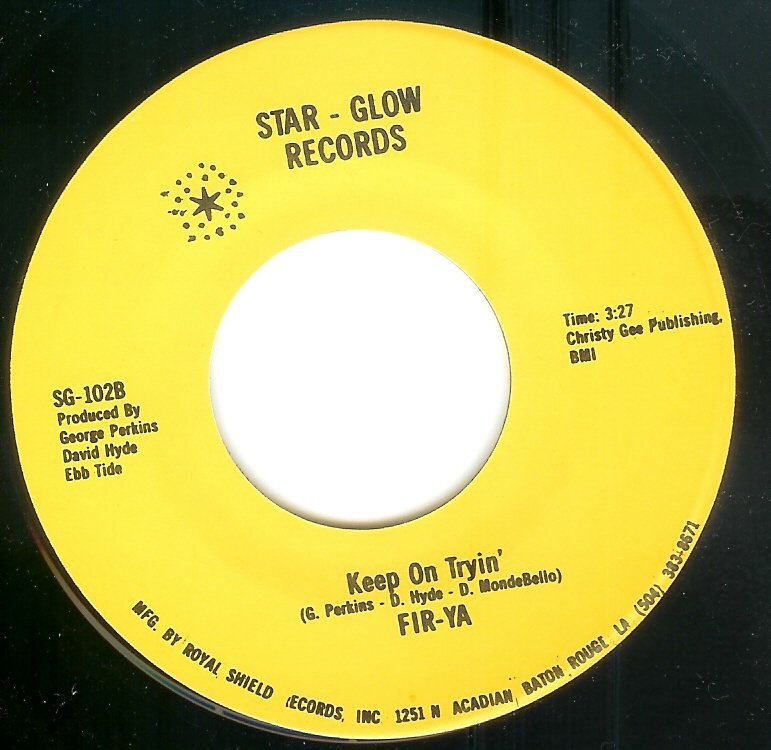 STAR - GLOW
RECORDS
Time: 3:27
Christy Gee Publishing,
BMI
SG-102B
Produced By
George Perkins
David Hyde
Ebb Tide
Keep On Tryin'
(G. Perkins - D. Hyde - D. MondeBello)
FIR-YA
MFG. BY ROYAL SHIELD ECORDS, INC 1251 N ACADIAN, BATON ROUGE, LA (504) 383-8671